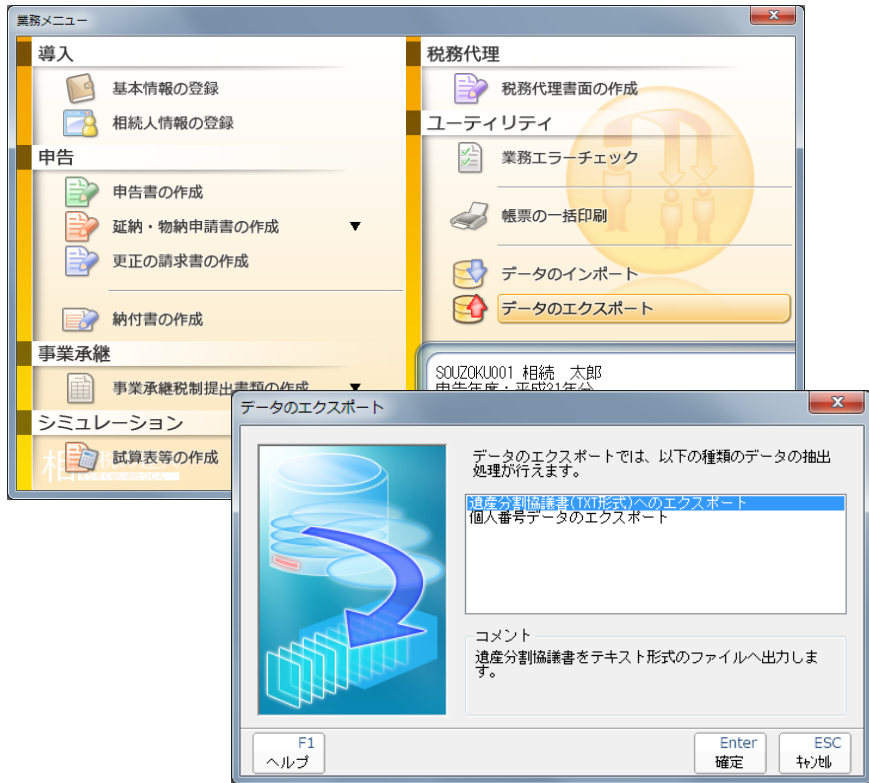 業務メニュー
導入
基本情報の登録
相続人情報の登録
申告
申告書の作成
延納・物納申請書の作成 ▼
更正の請求書の作成
納付書の作成
事業承継
事業承継税制提出書類の作成 ▼
シミュレーション
試算表等の作成
税務代理
税務代理書面の作成
ユーティリティ
業務エラーチェック
帳票の一括印刷
データのインポート
データのエクスポート
SOUZOKU001 相続 太郎
申告年度:平成31年分
データのエクスポート
データのエクスポートでは、以下の種類のデータの抽出
処理が行えます。
遺産分割協議書(TXT形式)へのエクスポート
個人番号データのエクスポート
コメント
遺産分割協議書をテキスト形式のファイルへ出力しま
す。
F1
ヘルプ
Enter
確定
ESC
ｷｬﾝｾﾙ